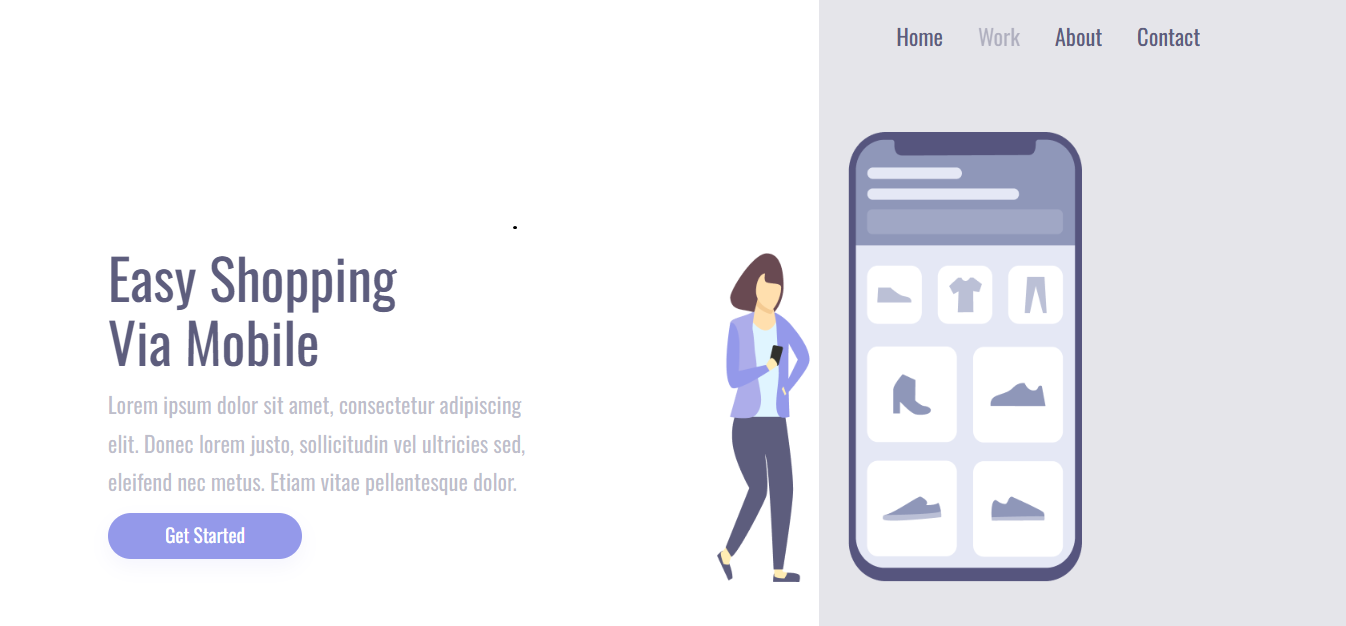 Home Work About Contact
Easy Shopping
Via Mobile
Lorem ipsum dolor sit amet, consectetur adipiscing
elit. Donec lorem justo, sollicitudin vel ultricies sed,
eleifend nec metus. Etiam vitae pellentesque dolor.
Get Started